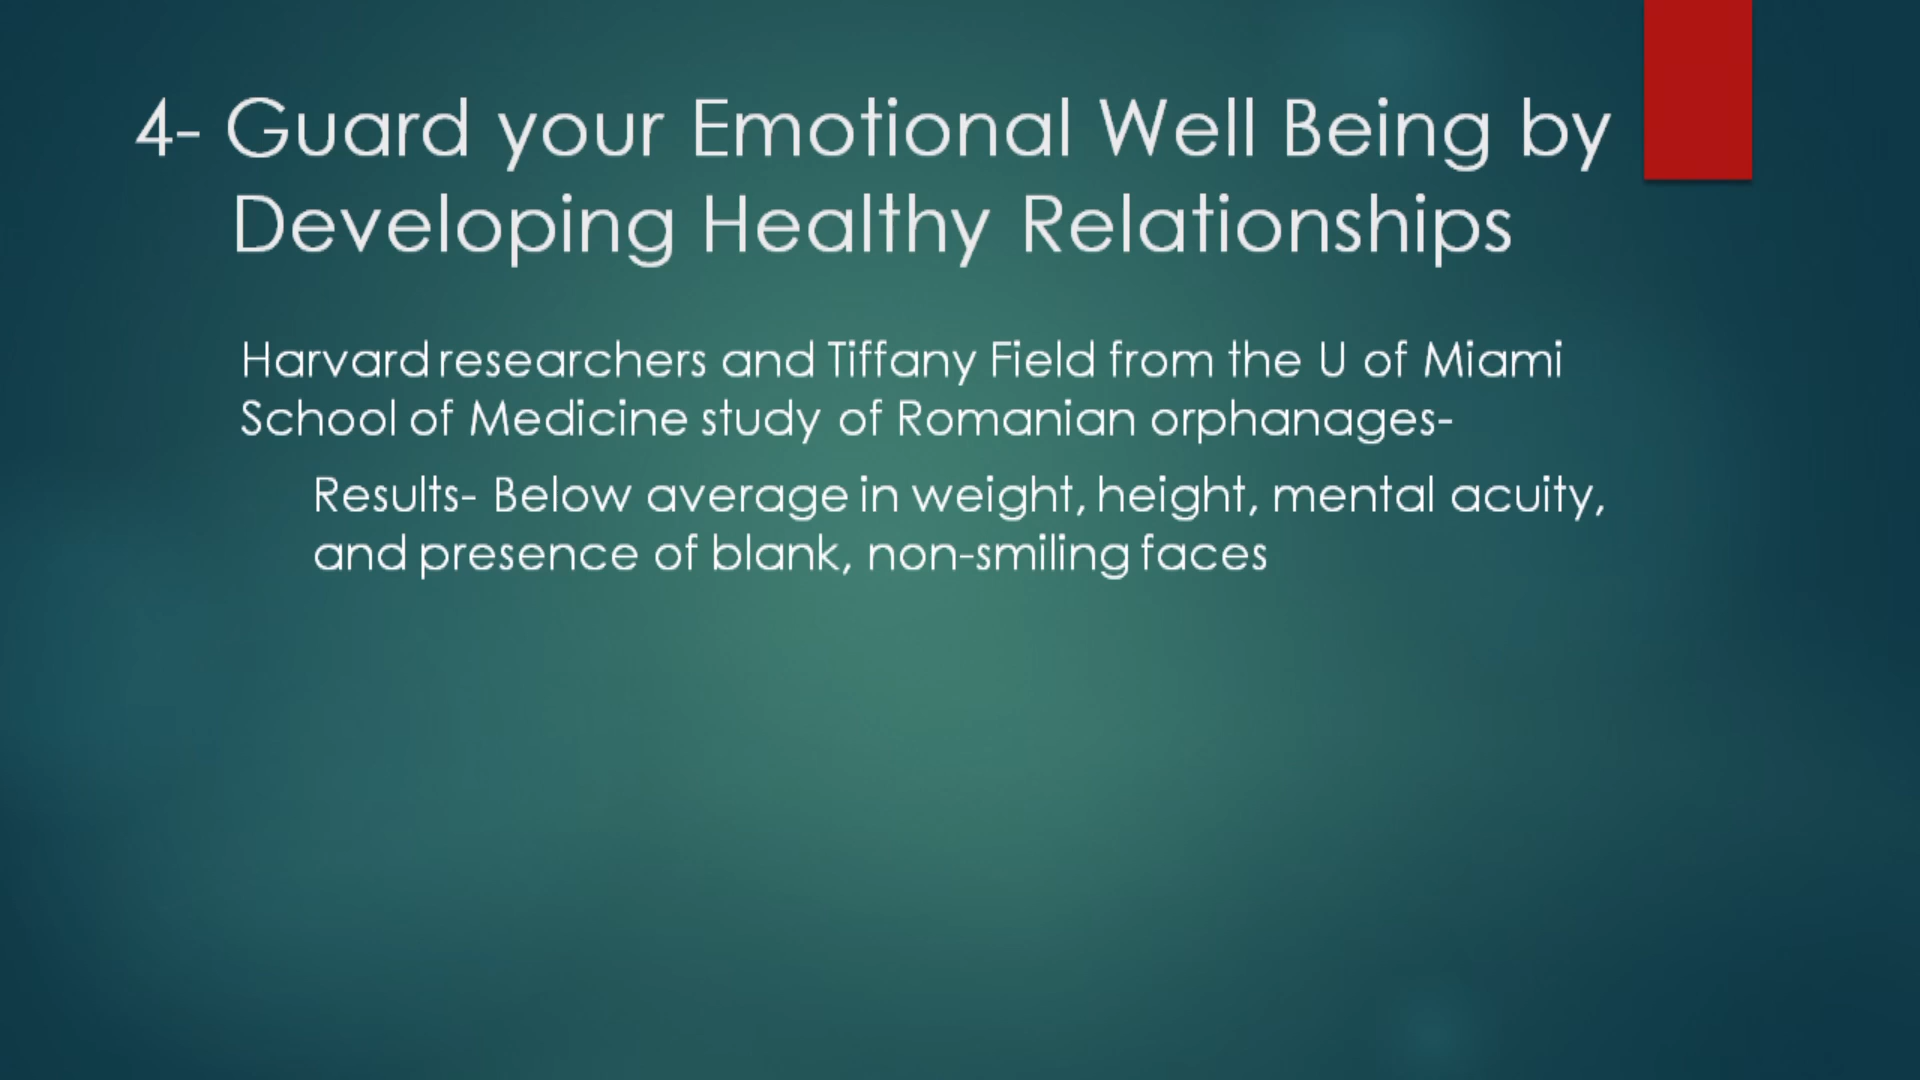 4- Guard your Emotional Well Being by
Developing Healthy Relationships
Harvard researchers and Tiffany Field from the U of Miami
School of Medicine study of Romanian orphanages-
Results- Below average in weight, height, mental acuity,
and presence of blank, non-smiling faces